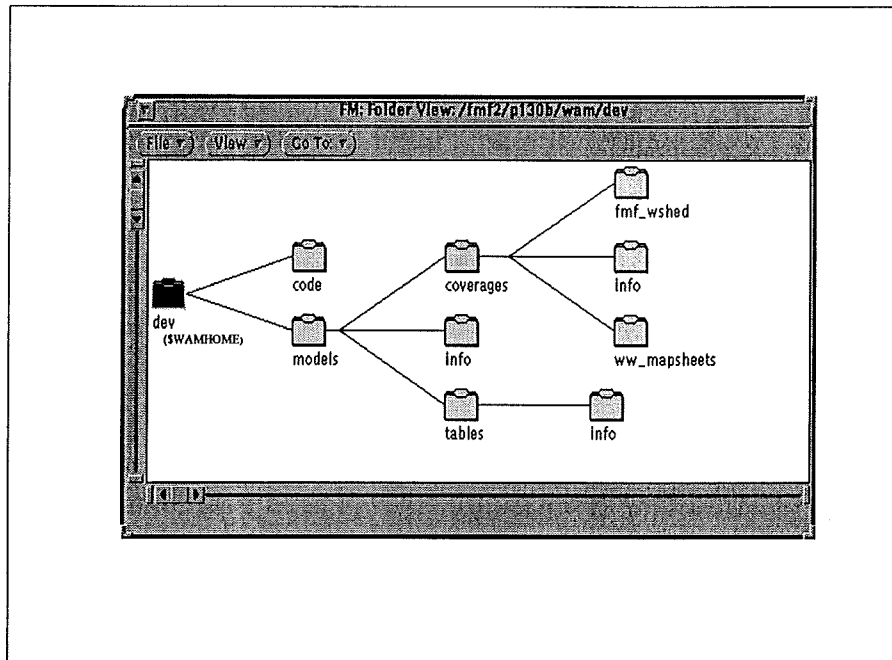 FM: Folder View: /fmf2/p130b/wam/dev
File View Go To:
fmf_wshed
code
coverages
info
dev
($WAMHOME)
models
info
ww_mapsheets
tables
info